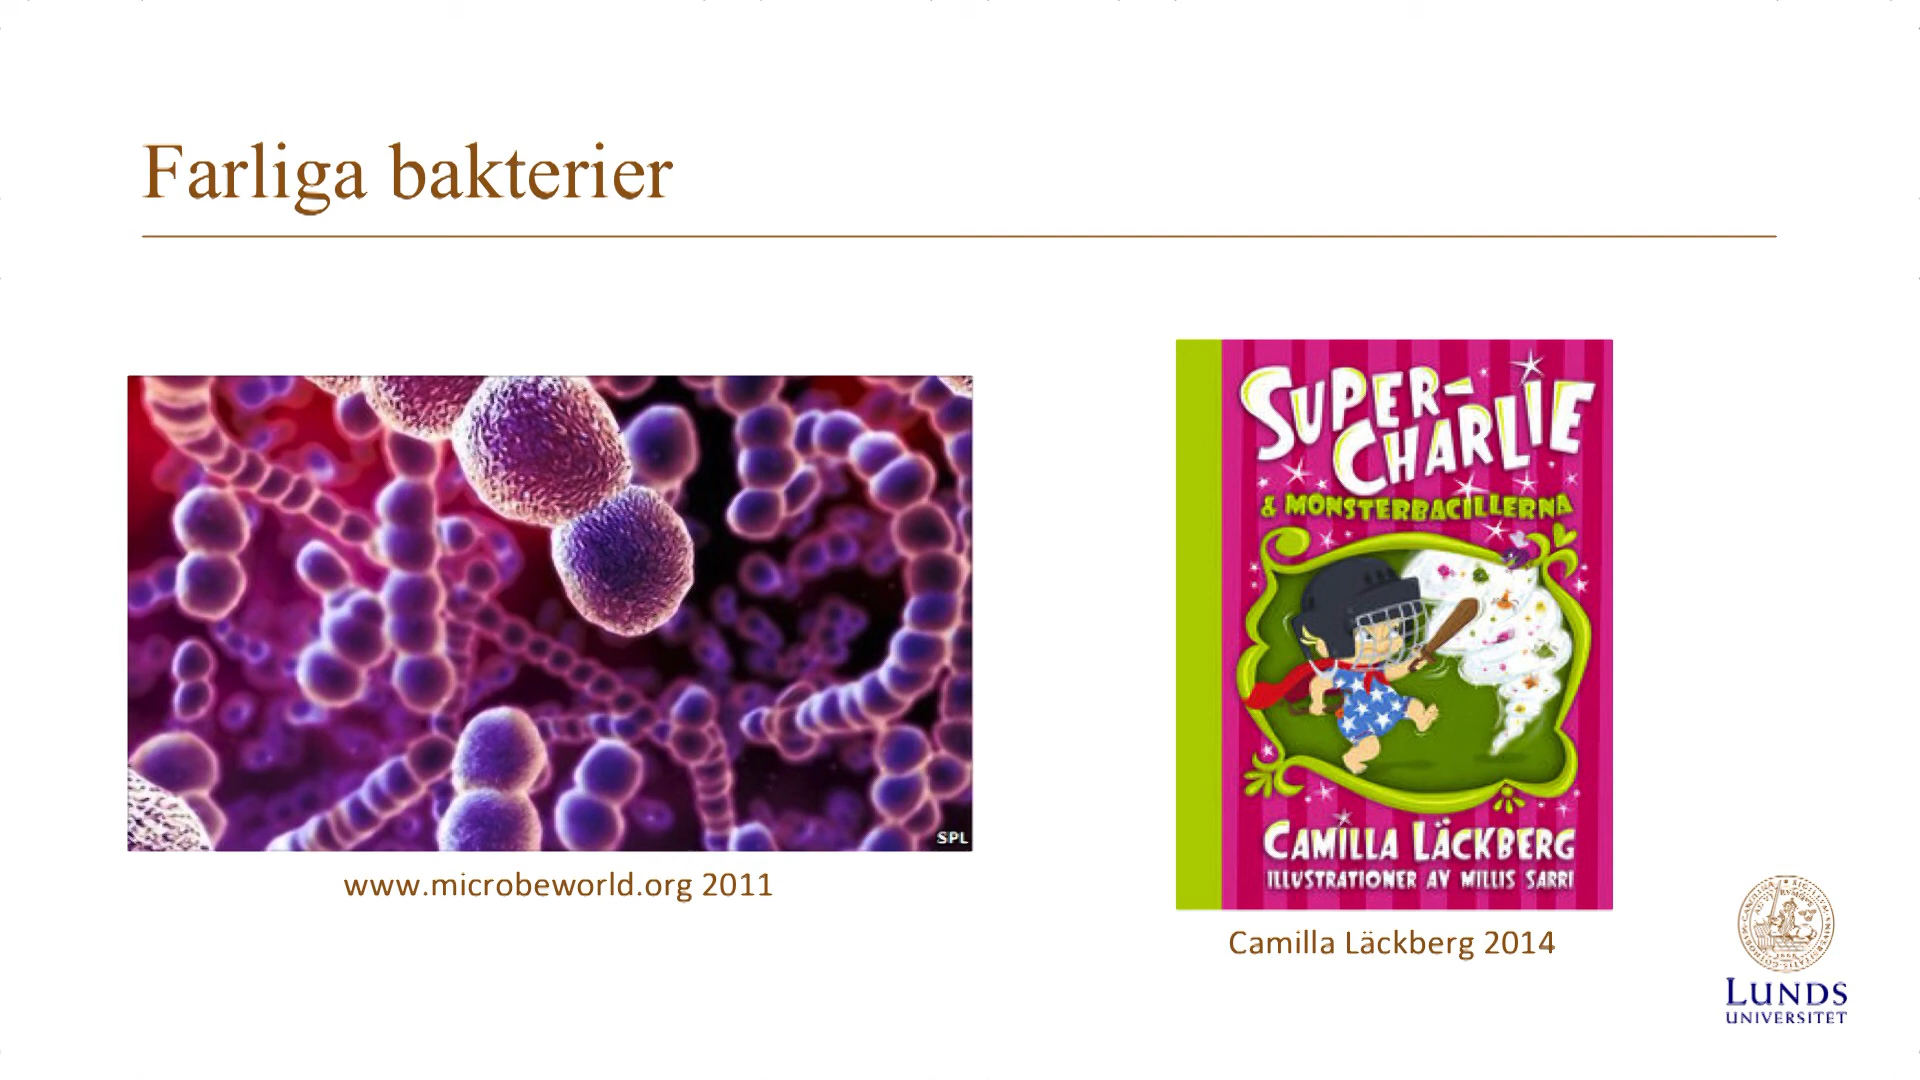 Farliga bakterier
SPL
www.microbeworld.org 2011
SUPER-
CHARLIE
& MONSTERBACILLERNA
CAMILLA LÄCKBERG
ILLUSTRATIONER AV MILLIS SARRI
Camilla Läckberg 2014
LUNDS
UNIVERSITET